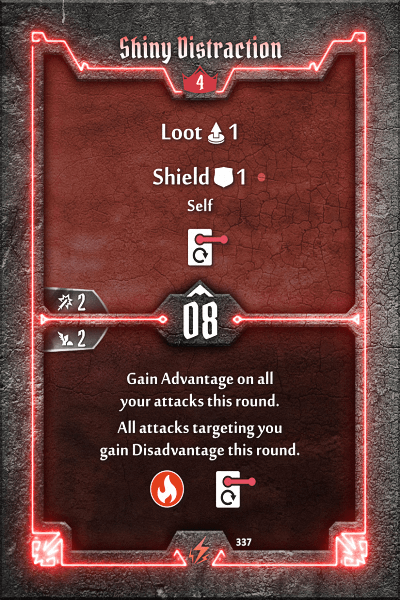 Shiny Distraction
4
Loot 1
Shield 1
Self
2
08
2
Gain Advantage on all
your attacks this round.
All attacks targeting you
gain Disadvantage this round.
337